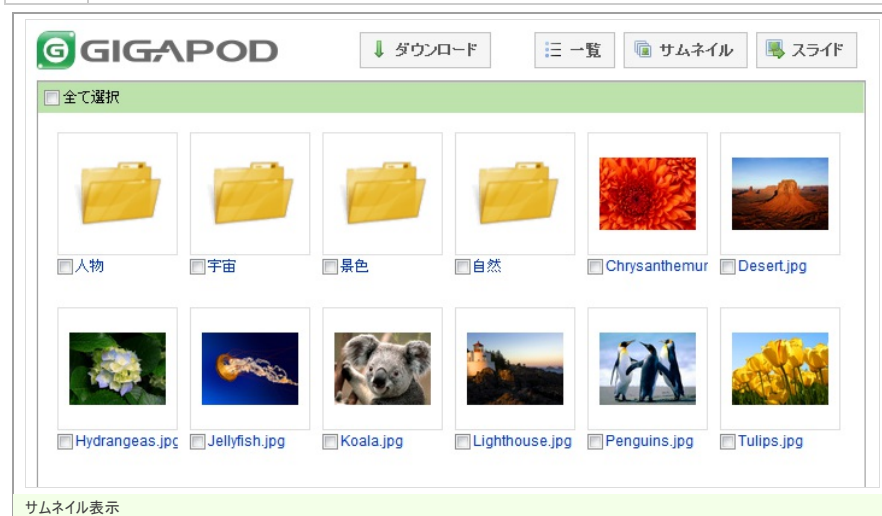 GIGAPOD
ダウンロード
一覧
サムネイル
スライド
全て選択
人物
宇宙
景色
自然
Chrysanthemur
Desert.jpg
Hydrangeas.jpg
Jellyfish.jpg
Koala.jpg
Lighthouse.jpg
Penguins.jpg
Tulips.jpg
サムネイル表示